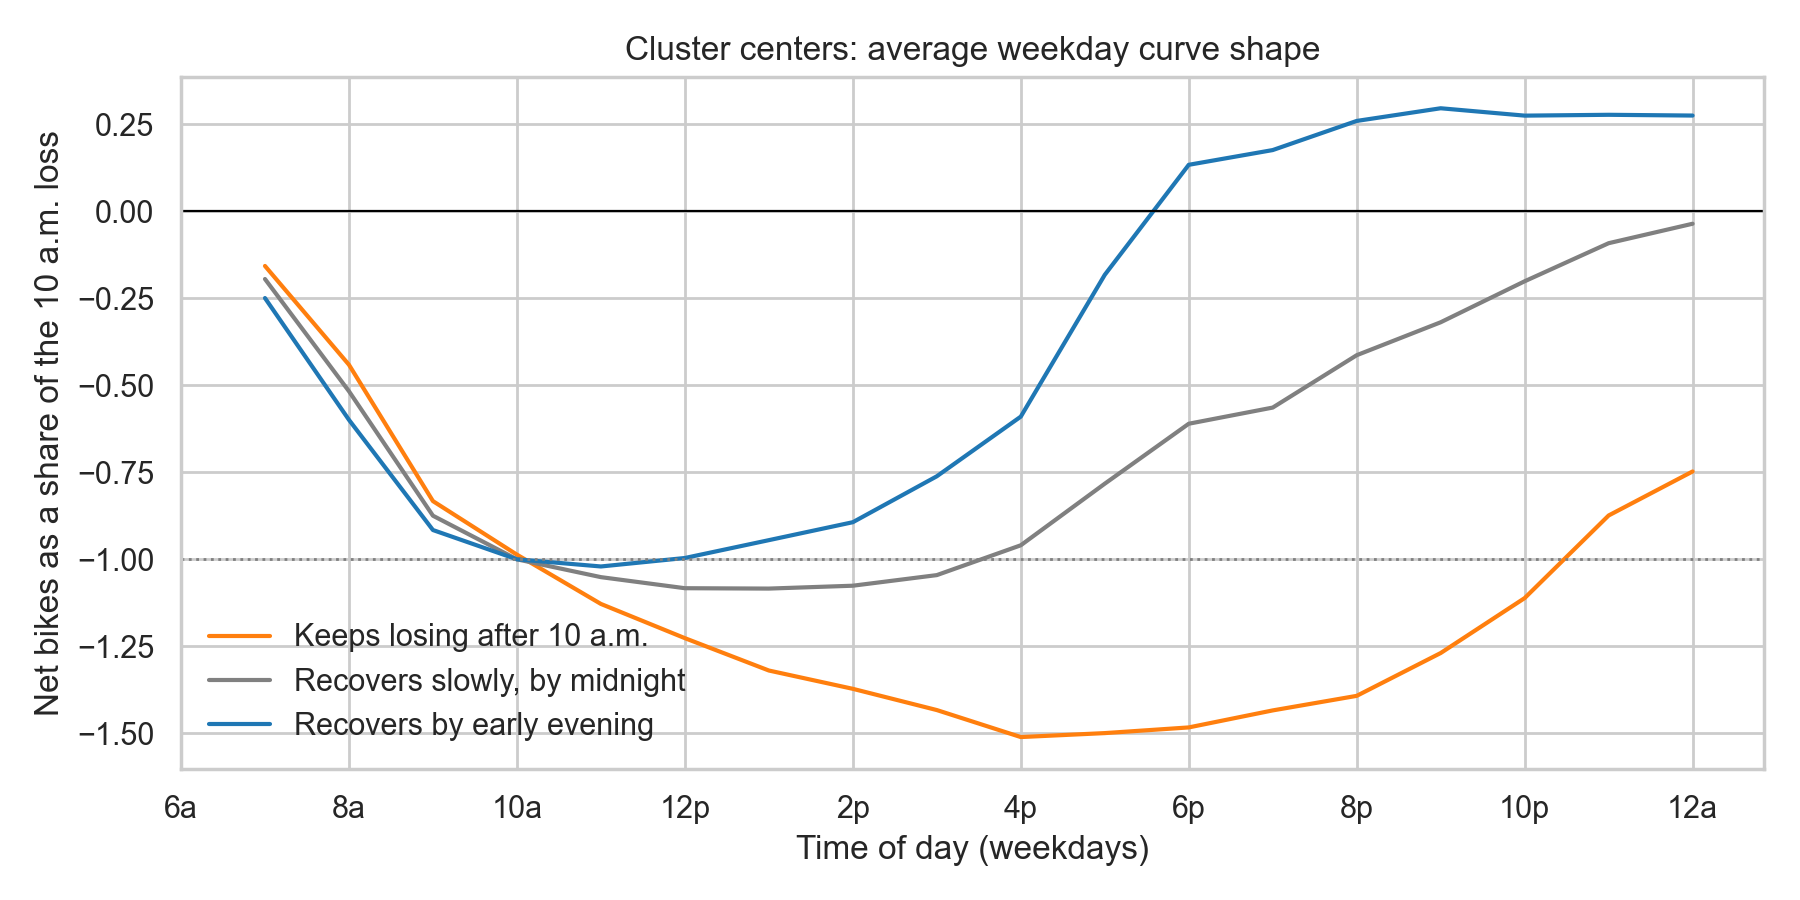 Cluster centers: average weekday curve shape
Net bikes as a share of the 10 a.m. loss
0.25
0.00
−0.25
−0.50
−0.75
−1.00
−1.25
−1.50
Keeps losing after 10 a.m.
Recovers slowly, by midnight
Recovers by early evening
6a 8a 10a 12p 2p 4p 6p 8p 10p 12a
Time of day (weekdays)